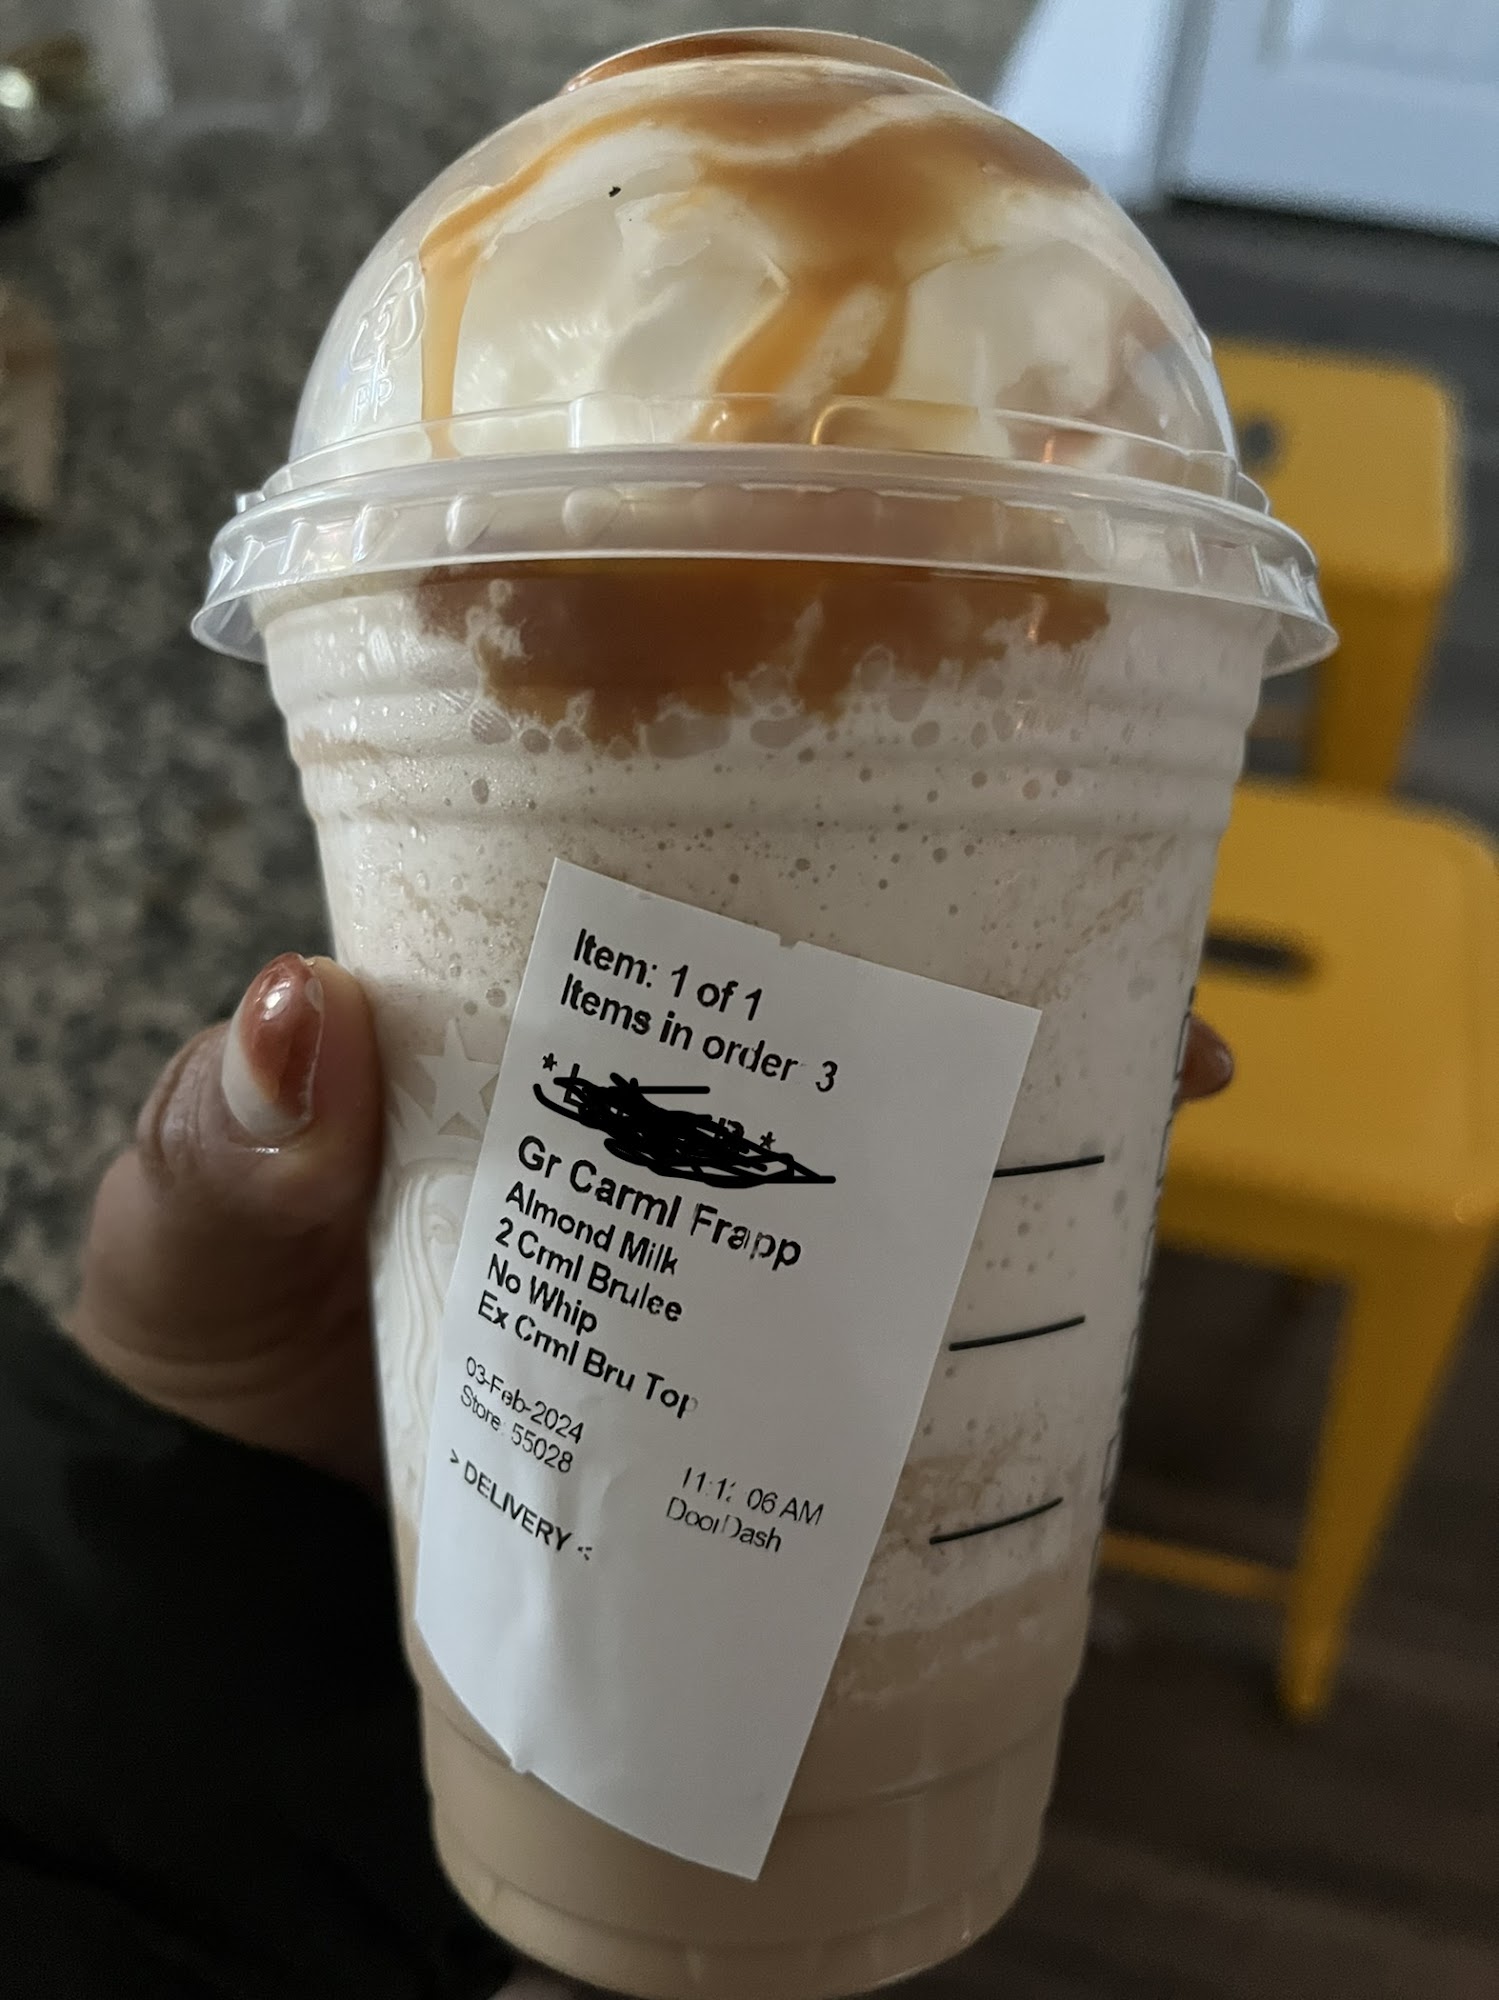 PP
Item: 1 of 1
Items in order: 3
Gr Carml Frapp
Almond Milk
2 Crml Brulee
No Whip
Ex Crml Bru Top
03-Feb-2024
Store: 55028
06 AM
DoorDash
> DELIVERY <